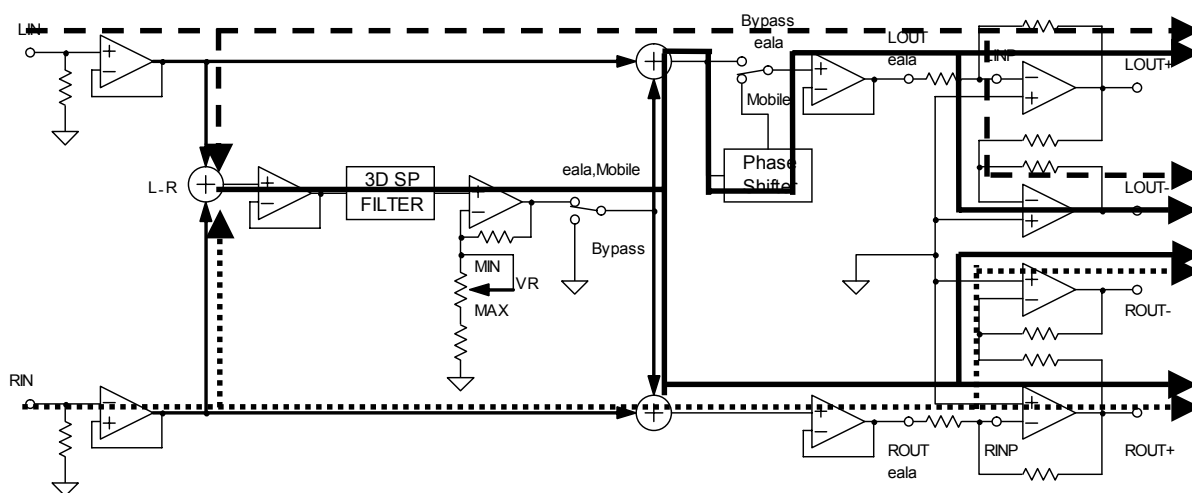 LIN
Bypass
eala
LOUT
eala
LINP
LOUT+
Mobile
L-R
3D SP
FILTER
eala,Mobile
Phase
Shifter
LOUT-
Bypass
MIN
VR
MAX
ROUT-
RIN
ROUT
eala
RINP
ROUT+